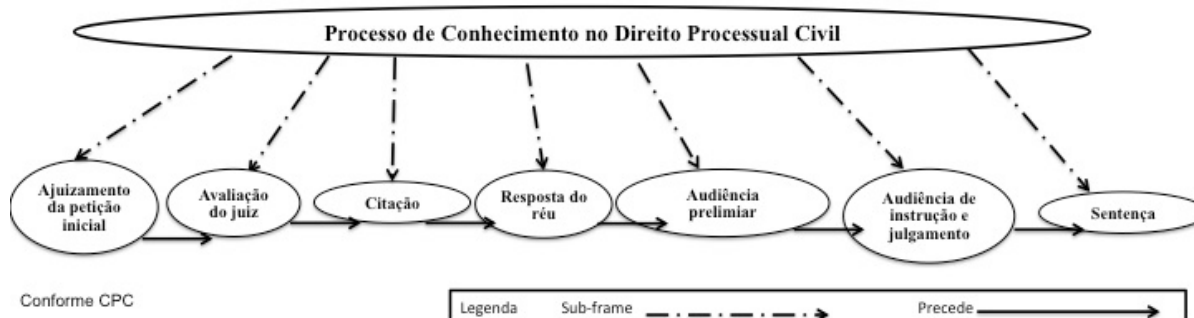 Processo de Conhecimento no Direito Processual Civil
Ajuizamento
da petição
inicial
Avaliação
do juiz
Citação
Resposta do
réu
Audiência
prelimiar
Audiência de
instrução e
julgamento
Sentença
Conforme CPC
Legenda
Sub-frame
Precede